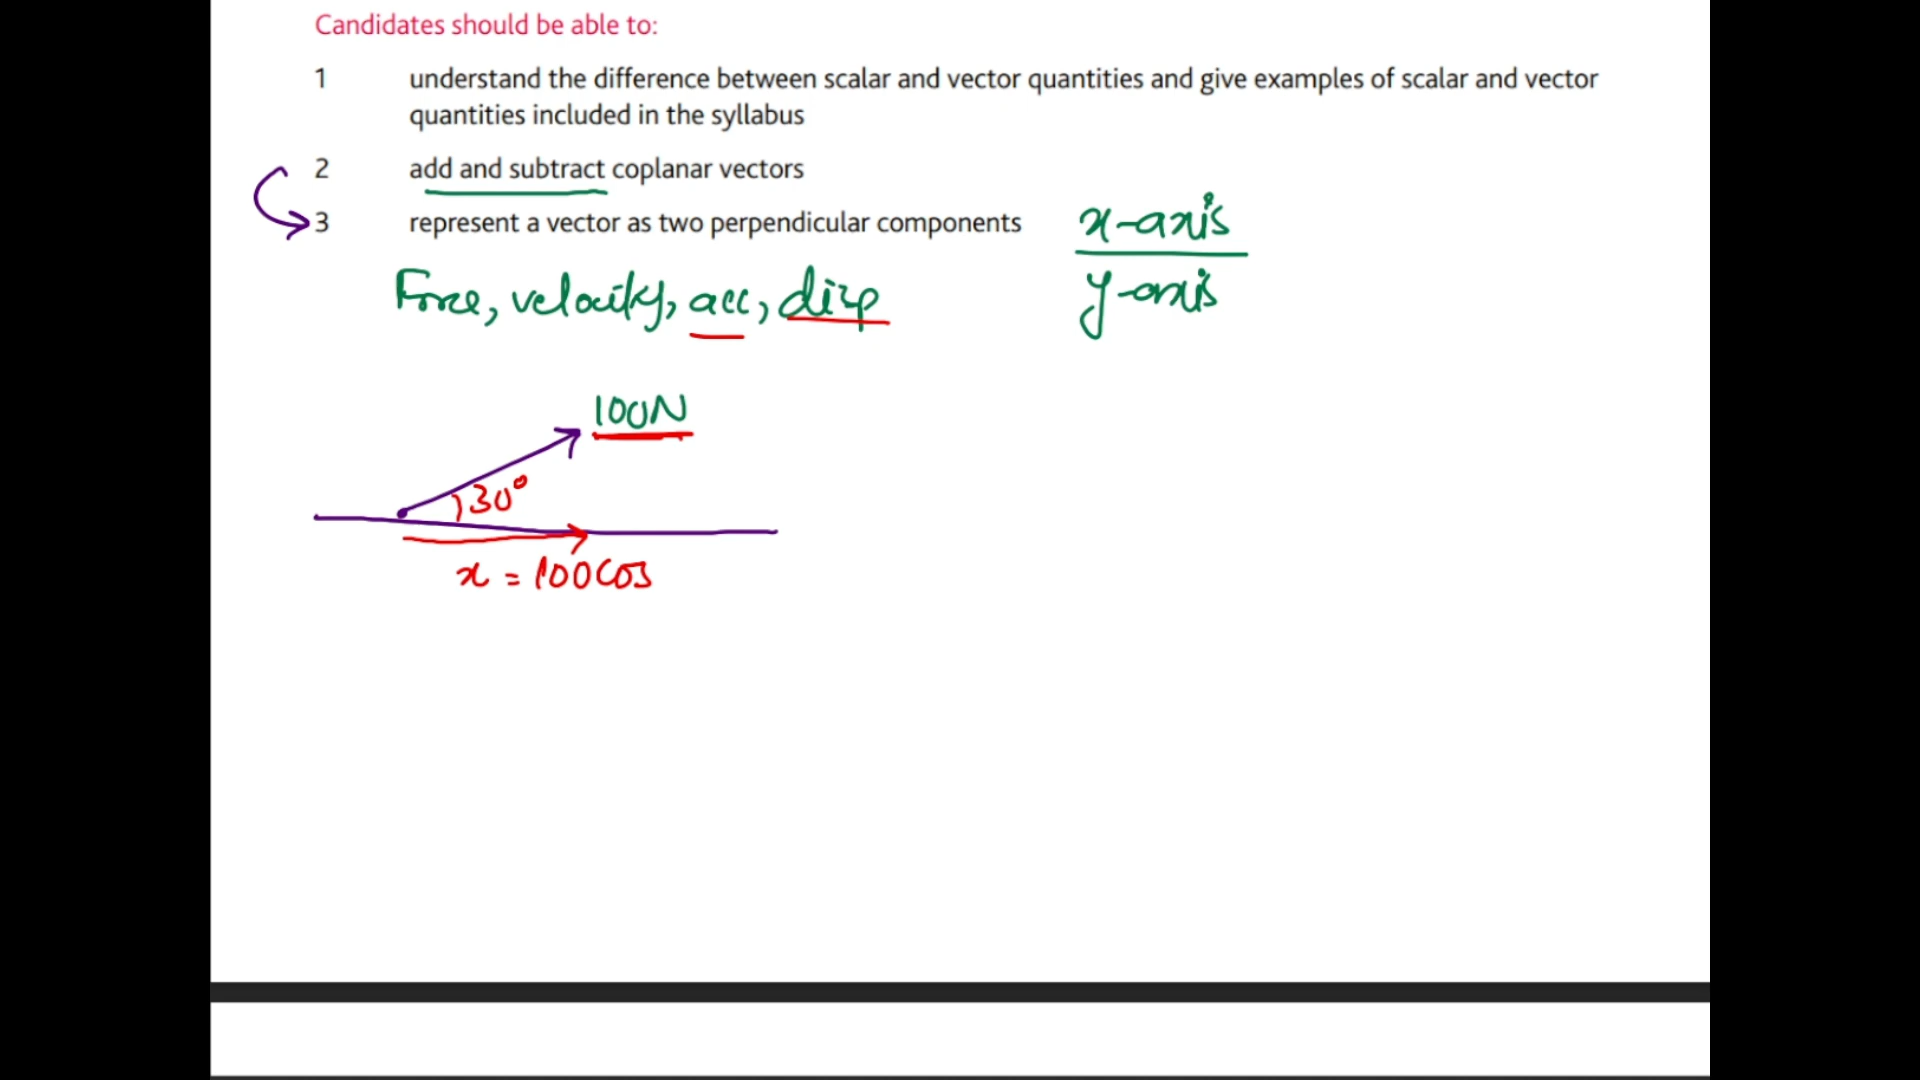 Candidates should be able to:
1 understand the difference between scalar and vector quantities and give examples of scalar and vector
quantities included in the syllabus
2 add and subtract coplanar vectors
3 represent a vector as two perpendicular components
x-axis
y-axis
Force, velocity, acc, disp
100N
30°
x = 100cos